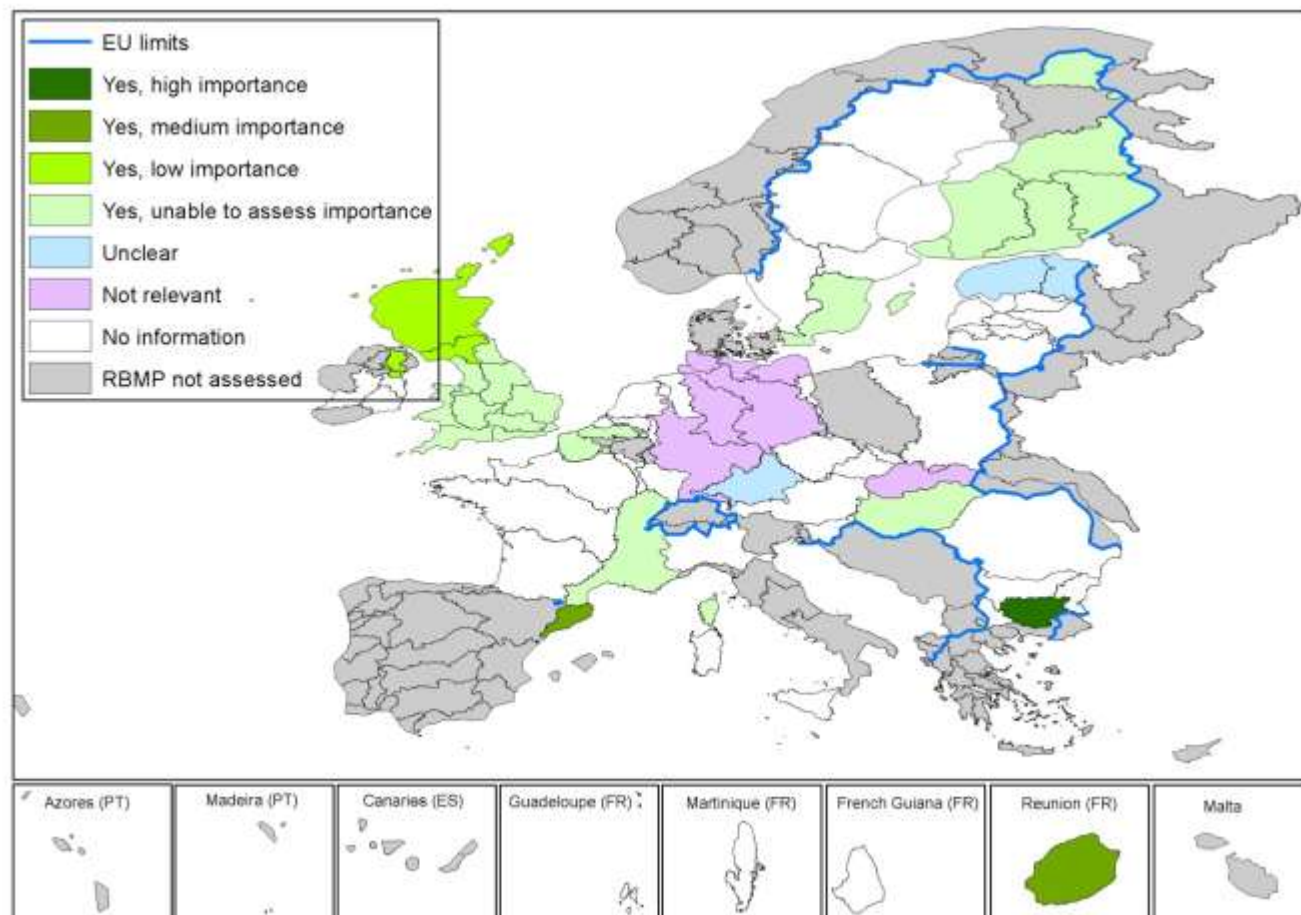 EU limits
Yes, high importance
Yes, medium importance
Yes, low importance
Yes, unable to assess importance
Unclear
Not relevant
No information
RBMP not assessed
Azores (PT)
Madeira (PT)
Canaries (ES)
Guadeloupe (FR)
Martinique (FR)
French Guiana (FR)
Reunion (FR)
Malta